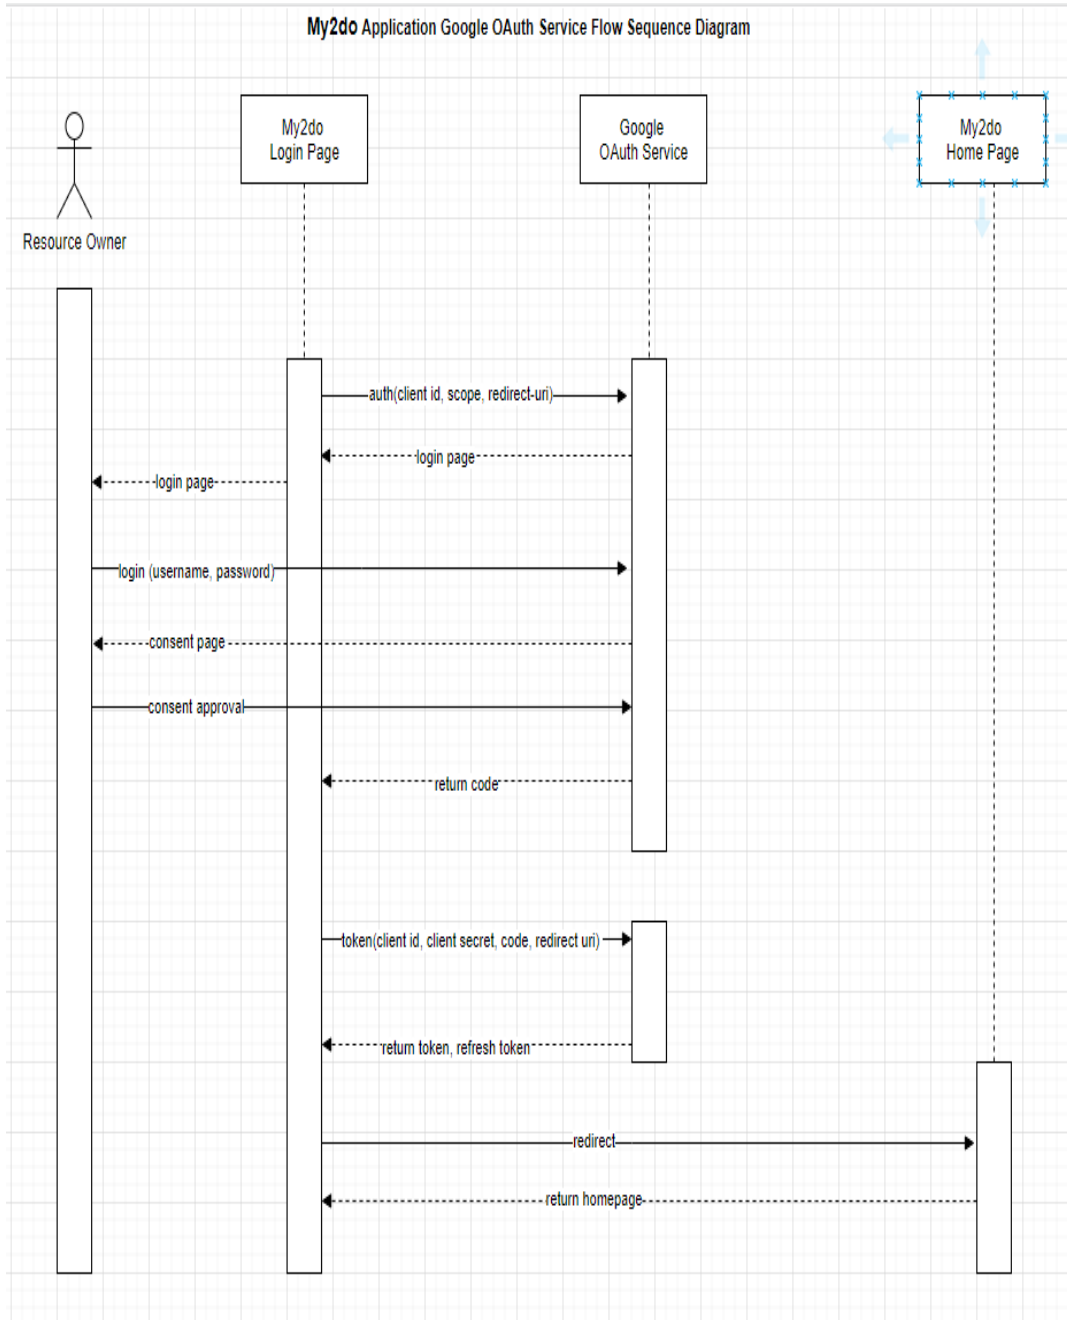 My2do Application Google OAuth Service Flow Sequence Diagram
My2do
Login Page
Google
OAuth Service
My2do
Home Page
Resource Owner
auth(client id, scope, redirect-uri)
login page
login page
login (username, password)
consent page
consent approval
return code
token(client id, client secret, code, redirect uri)
return token, refresh token
redirect
return homepage